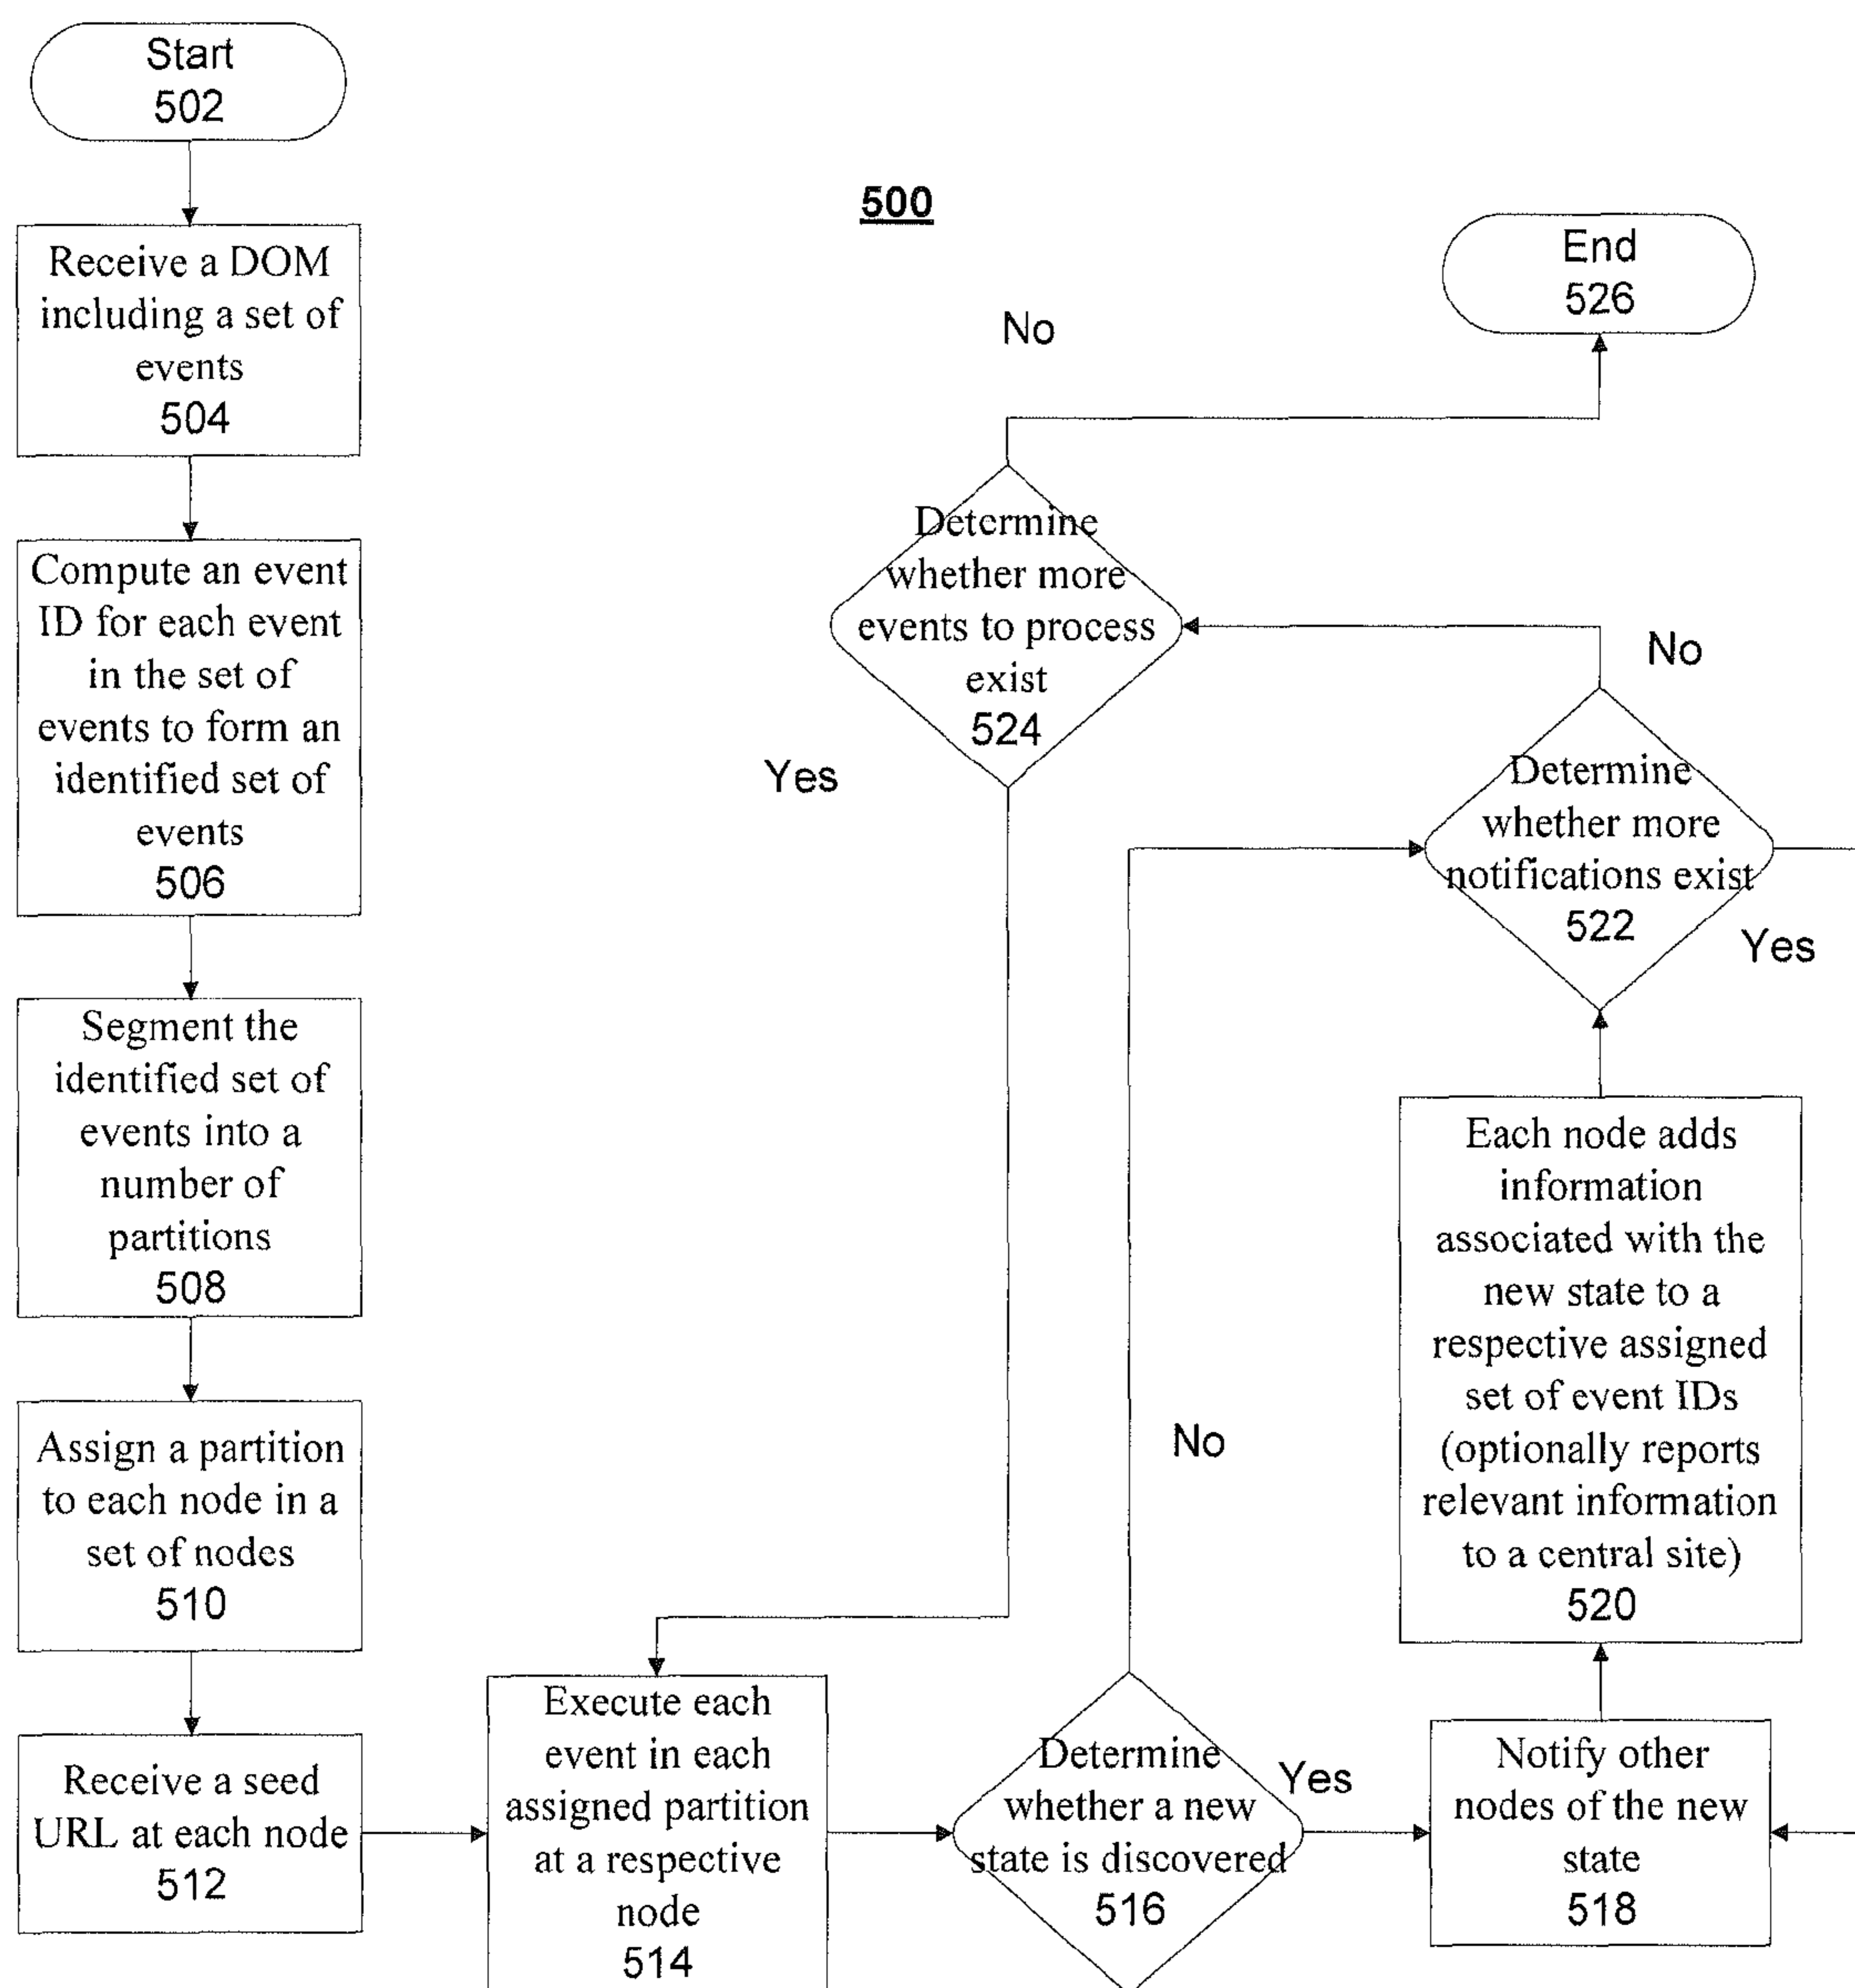 Start
502
Receive a DOM
including a set of
events
504
Compute an event
ID for each event
in the set of
events to form an
identified set of
events
506
Segment the
identified set of
events into a
number of
partitions
508
Assign a partition
to each node in a
set of nodes
510
Receive a seed
URL at each node
512
500
End
526
No
Determine
whether more
events to process
exist
524
Yes
No
Determine
whether more
notifications exist
522
Yes
Each node adds
information
associated with the
new state to a
respective assigned
set of event IDs
(optionally reports
relevant information
to a central site)
520
No
Execute each
event in each
assigned partition
at a respective
node
514
Determine
whether a new
state is discovered
516
Yes
Notify other
nodes of the new
state
518